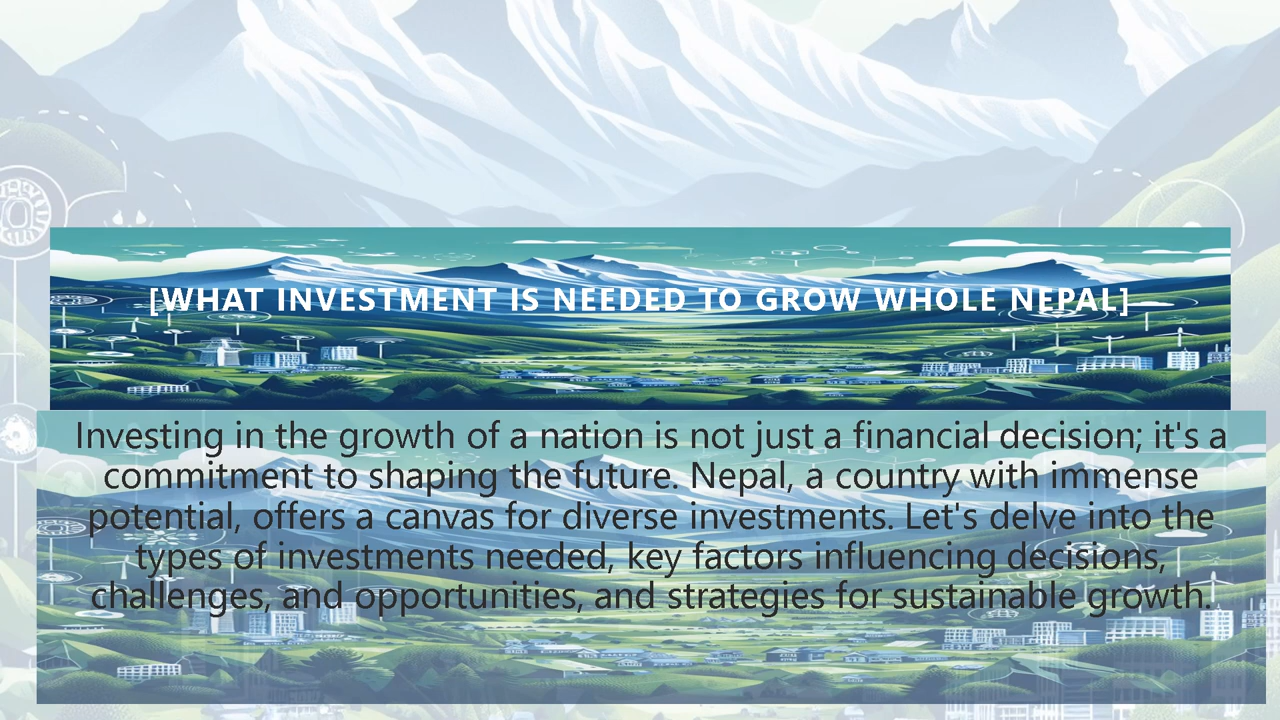 [WHAT INVESTMENT IS NEEDED TO GROW WHOLE NEPAL]
Investing in the growth of a nation is not just a financial decision; it's a
commitment to shaping the future. Nepal, a country with immense
potential, offers a canvas for diverse investments. Let's delve into the
types of investments needed, key factors influencing decisions,
challenges, and opportunities, and strategies for sustainable growth.